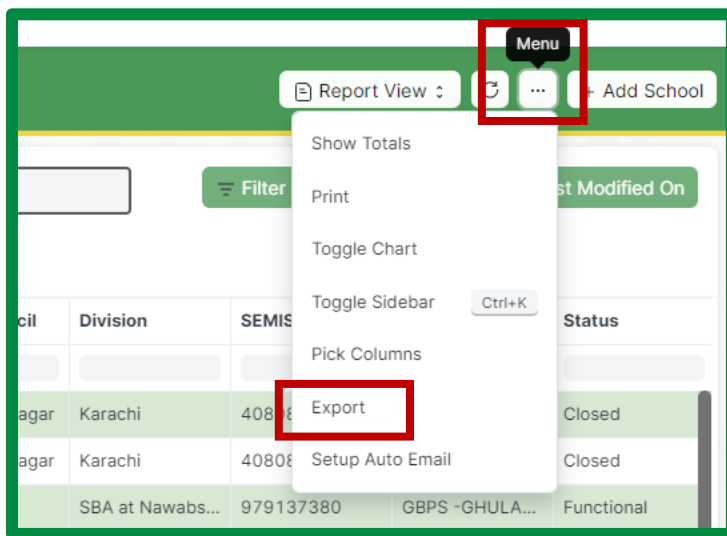 Menu
Report View
+ Add School
Show Totals
Filter
st Modified On
Print
Toggle Chart
Toggle Sidebar Ctrl+K
cil Division SEMIS Status
Pick Columns
agar Karachi Closed
Export
agar Karachi 40808 Closed
Setup Auto Email
SBA at Nawabs... 979137380 GBPS -GHULA... Functional